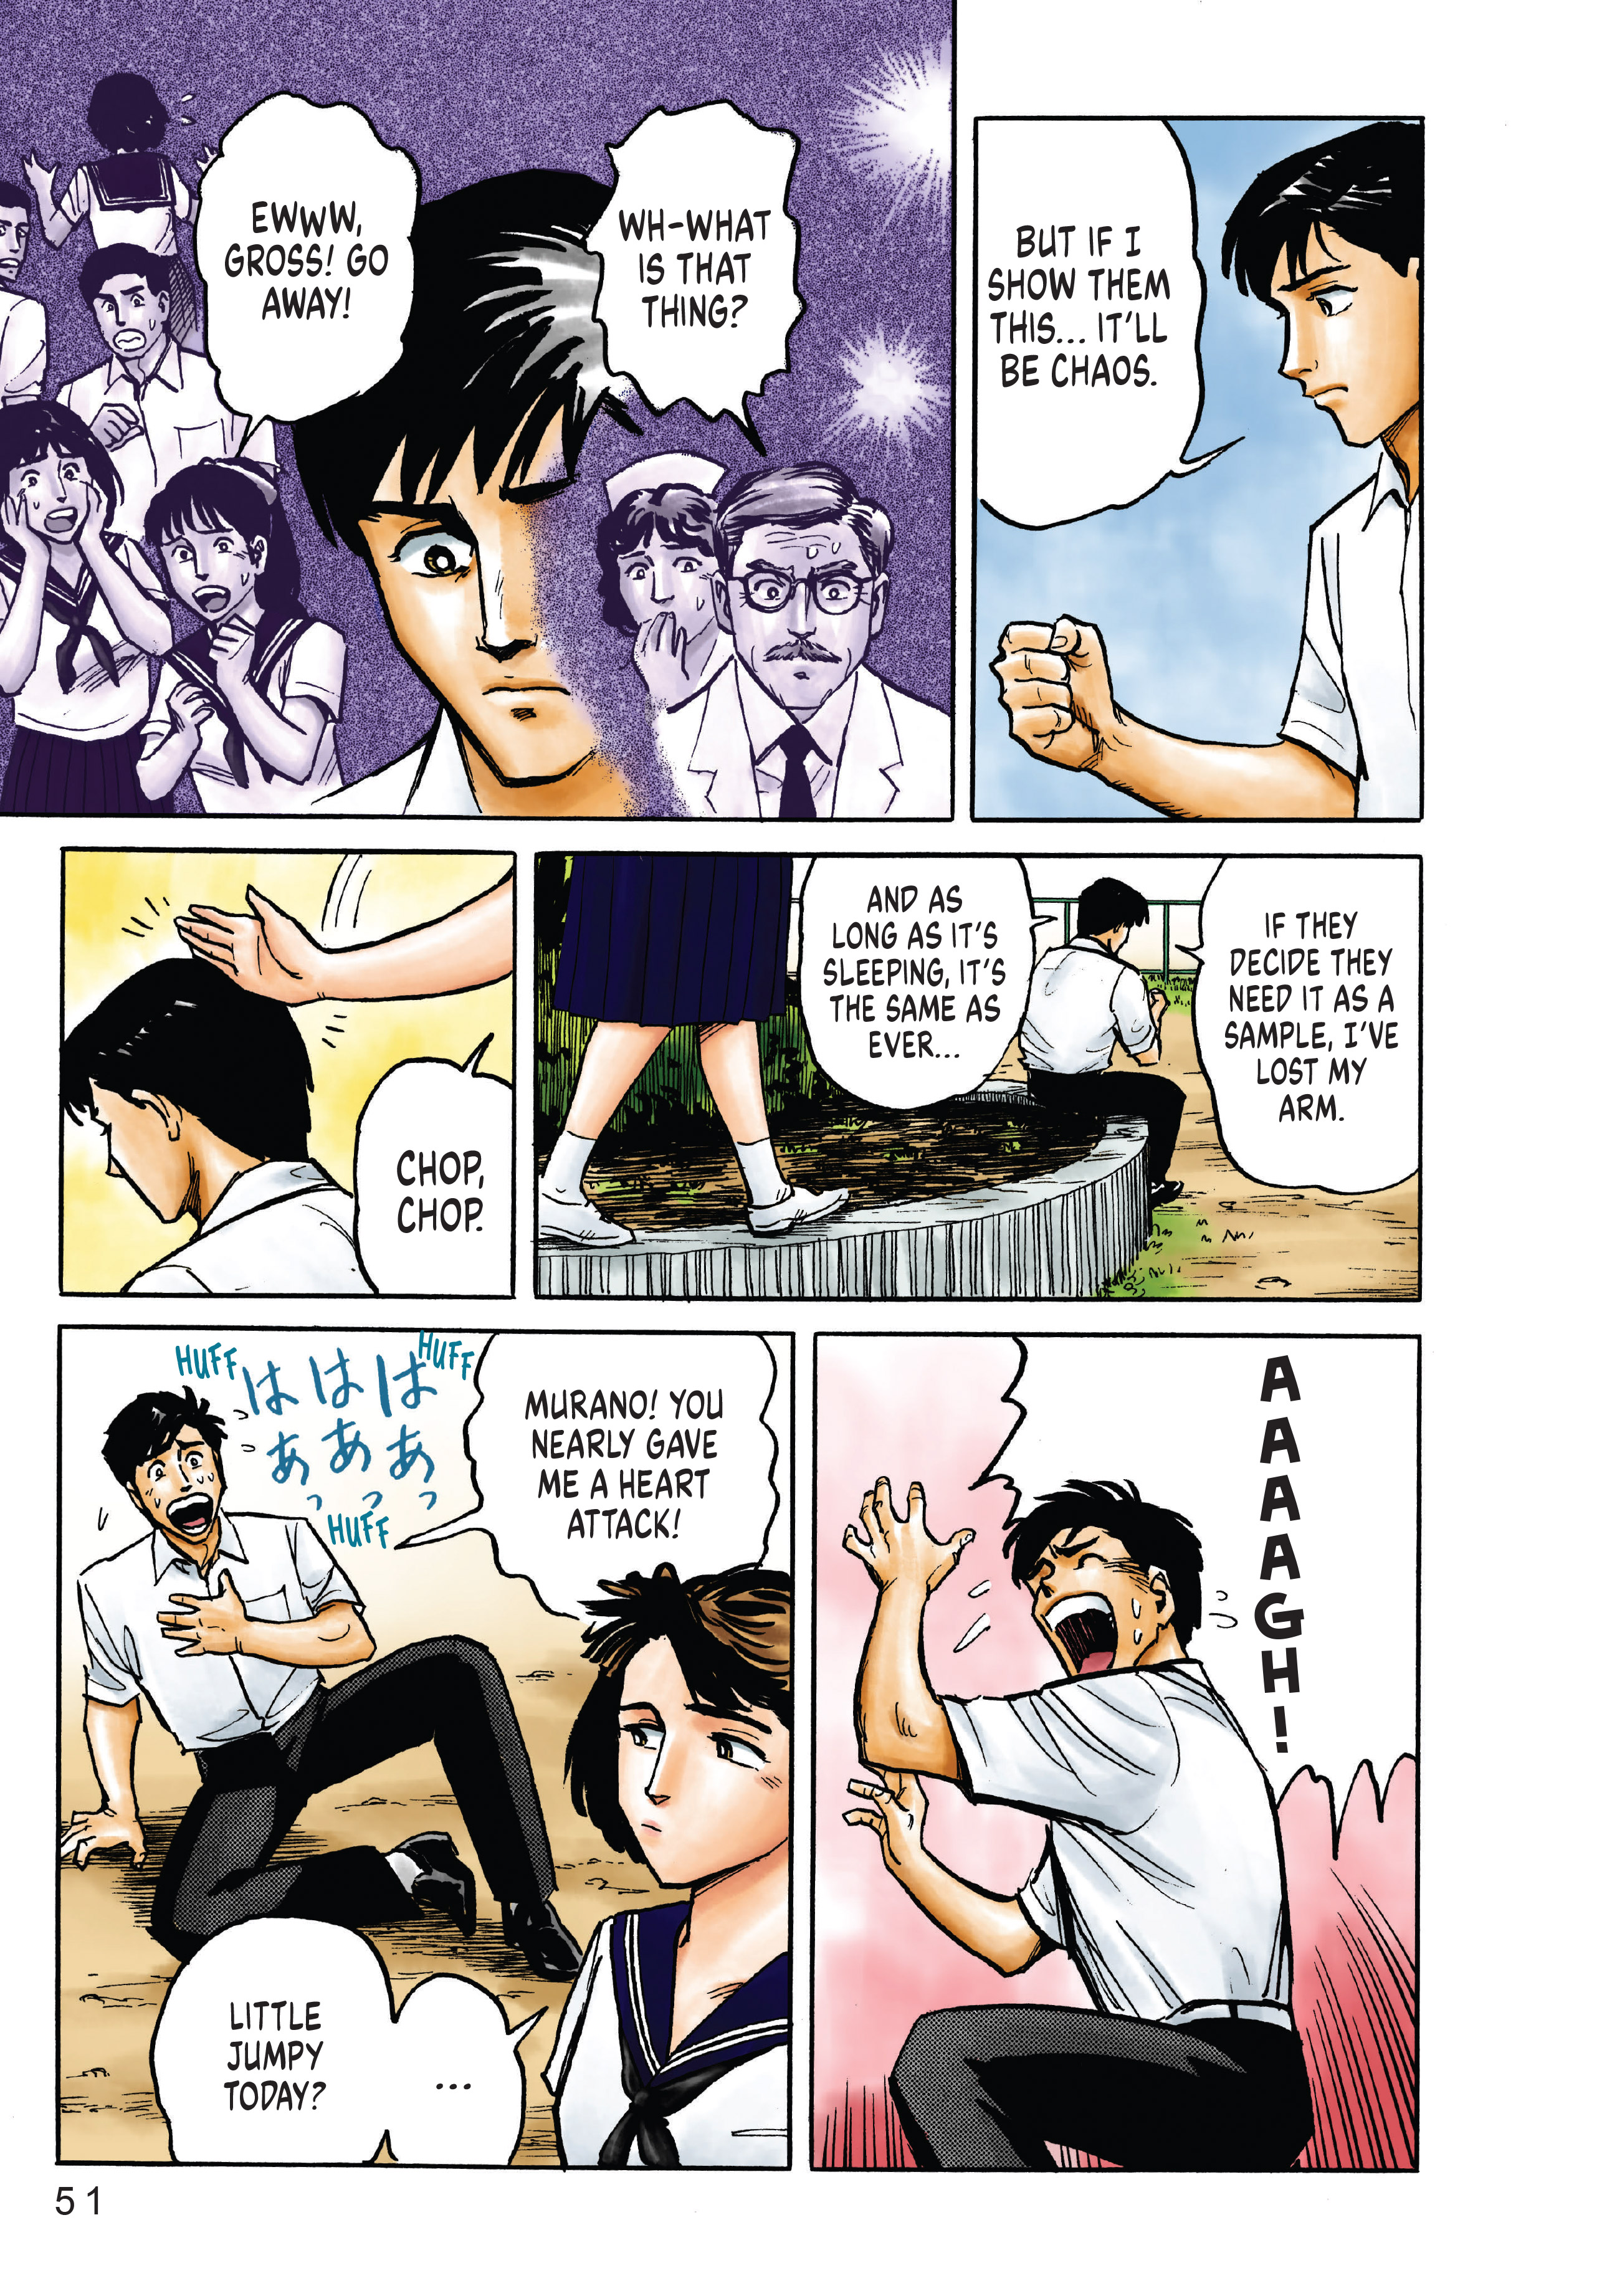 BUT IF I
SHOW THEM
THIS... IT'LL
BE CHAOS.
WH-WHAT
IS THAT
THING?
EWWW,
GROSS! GO
AWAY!
IF THEY
DECIDE THEY
NEED IT AS A
SAMPLE, I'VE
LOST MY
ARM.
AND AS
LONG AS IT'S
SLEEPING, IT'S
THE SAME AS
EVER...
CHOP,
CHOP.
AAAAAGH!
MURANO! YOU
NEARLY GAVE
ME A HEART
ATTACK!
HUFF
はあっ
はあっ
はあっ
HUFF
HUFF
...
LITTLE
JUMPY
TODAY?
51